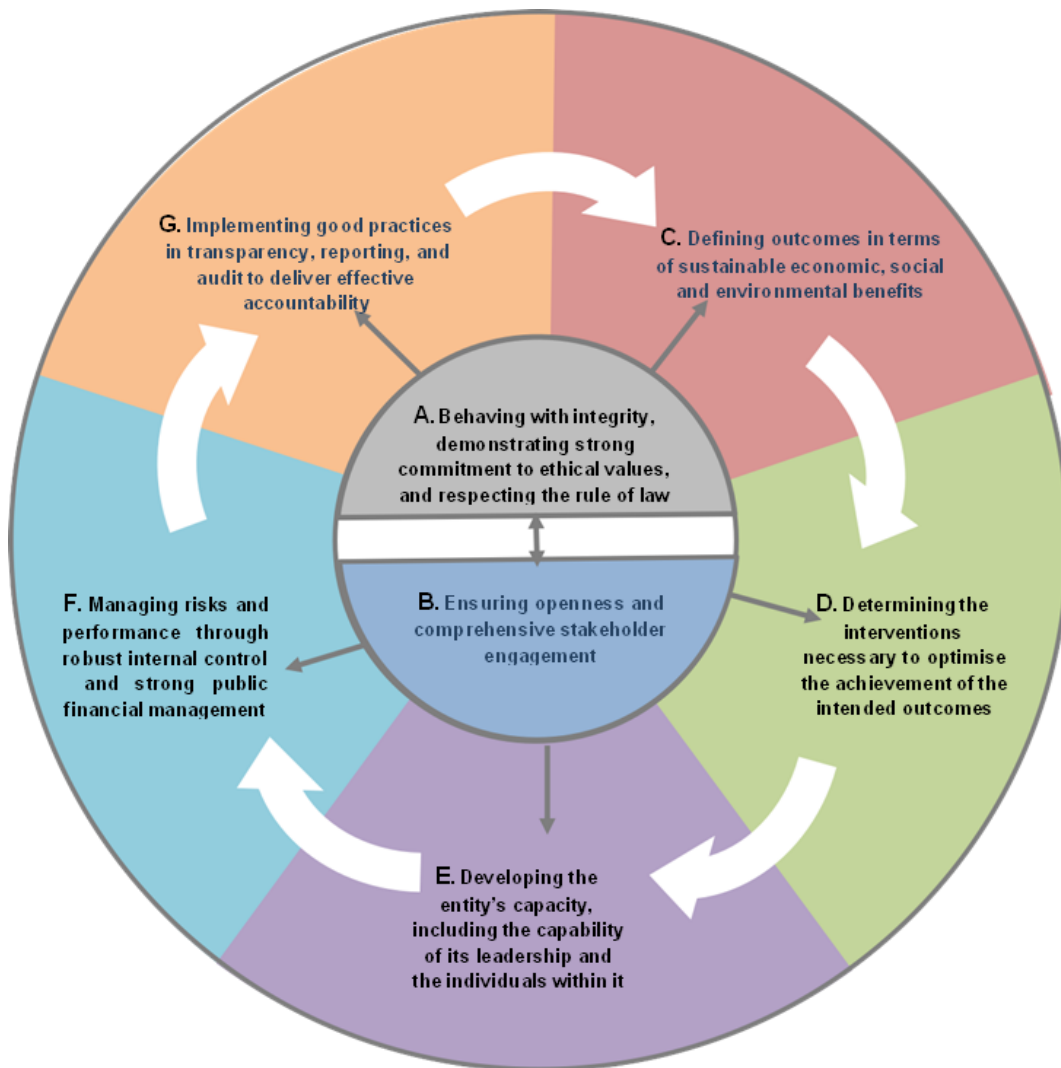 G. Implementing good practices
in transparency, reporting, and
audit to deliver effective
accountability
C. Defining outcomes in terms
of sustainable economic, social
and environmental benefits
A. Behaving with integrity,
demonstrating strong
commitment to ethical values,
and respecting the rule of law
B. Ensuring openness and
comprehensive stakeholder
engagement
F. Managing risks and
performance through
robust internal control
and strong public
financial management
D. Determining the
interventions
necessary to optimise
the achievement of the
intended outcomes
E. Developing the
entity's capacity,
including the capability
of its leadership and
the individuals within it